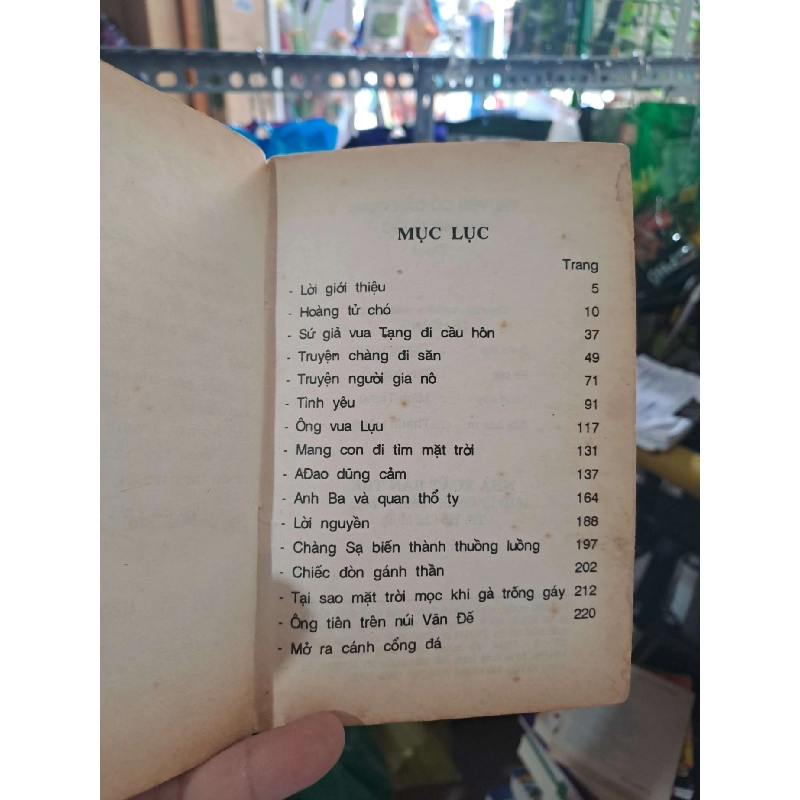 MỤC LỤC
Trang
- Lời giới thiệu 5
- Hoàng tử chó 10
- Sứ giả vua Tạng đi cầu hôn 37
- Truyện chàng đi săn 49
- Truyện người gia nô 71
- Tình yêu 91
- Ông vua Lựu 117
- Mang con đi tìm mặt trời 131
- AĐao dũng cảm 137
- Anh Ba và quan thổ ty 164
- Lời nguyền 188
- Chàng Sạ biến thành thuồng luồng 197
- Chiếc đòn gánh thần 202
- Tại sao mặt trời mọc khi gà trống gáy 212
- Ông tiên trên núi Văn Đế 220
- Mở ra cánh cổng đá